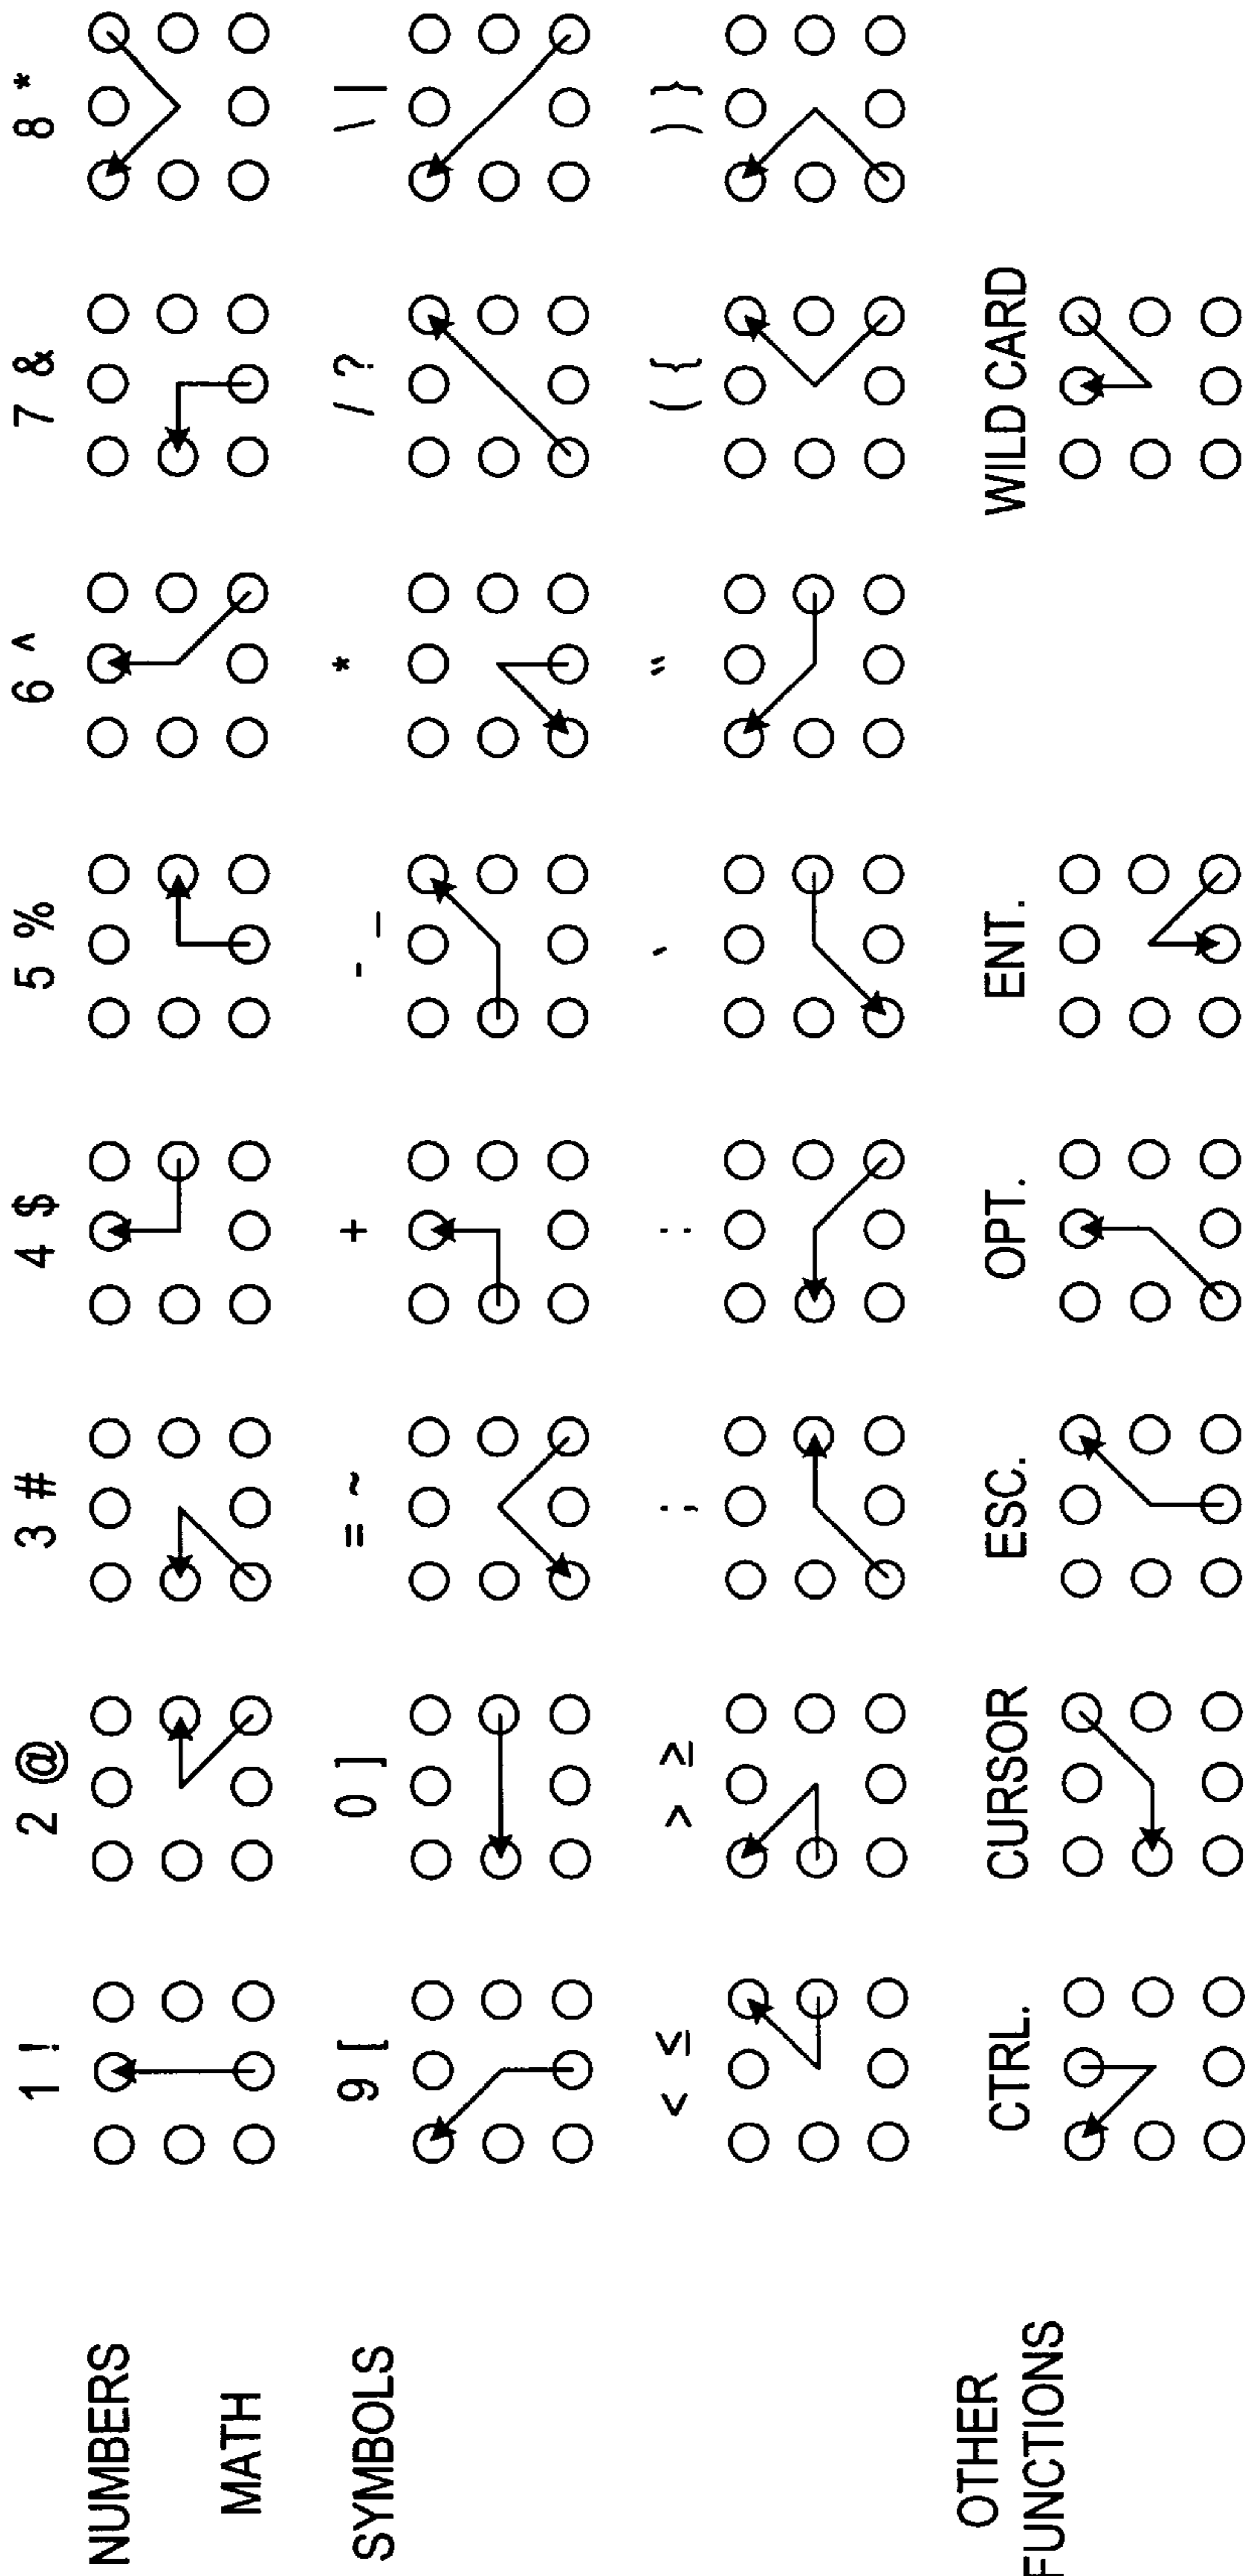 NUMBERS 1 ! 2 @ 3 # 4 $ 5 % 6 ^ 7 & 8 *
MATH
SYMBOLS 9 [ 0 ] = ~ + - _ * / ? \ |
< ≤ > ≥ ; : ' " ( { ) }
OTHER
FUNCTIONS CTRL. CURSOR ESC. OPT. ENT. WILD CARD